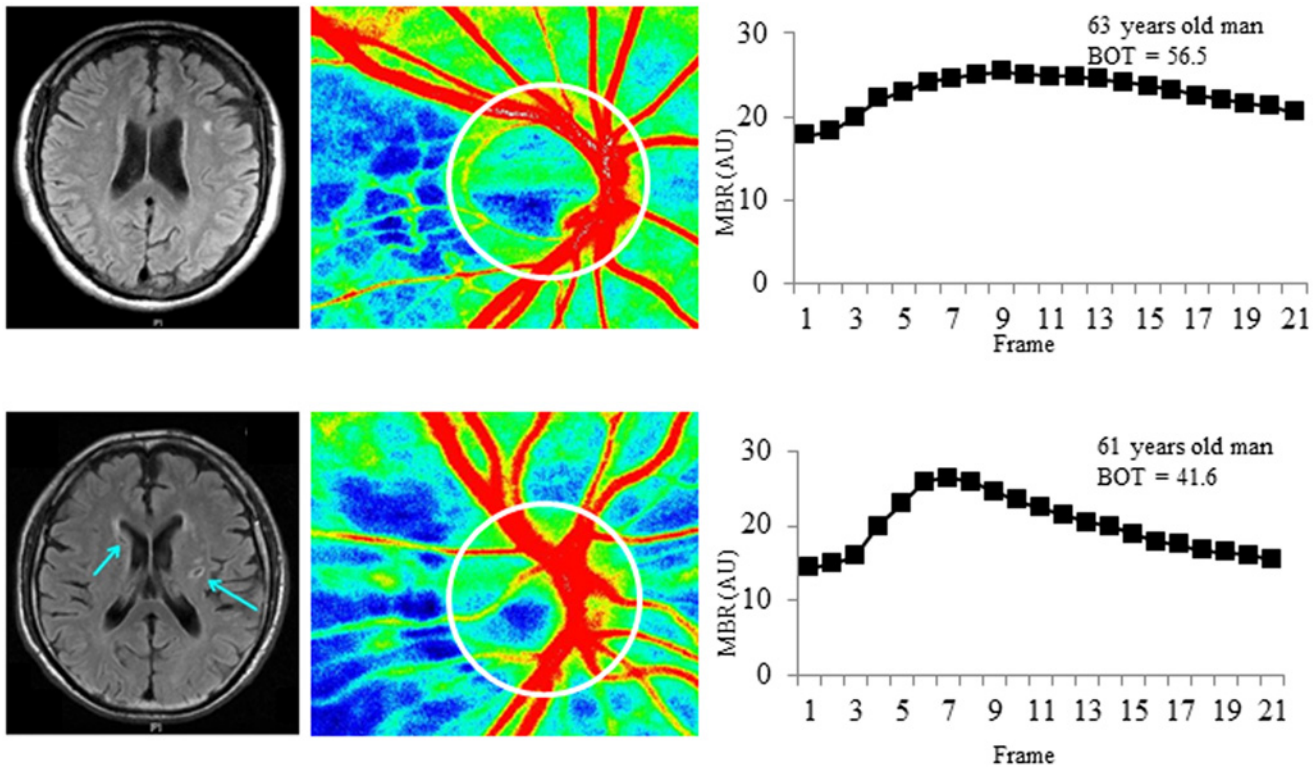 63 years old man
BOT = 56.5
30
20
10
0
MBR(AU)
1 3 5 7 9 11 13 15 17 19 21
Frame
61 years old man
BOT = 41.6
30
20
10
0
MBR(AU)
1 3 5 7 9 11 13 15 17 19 21
Frame